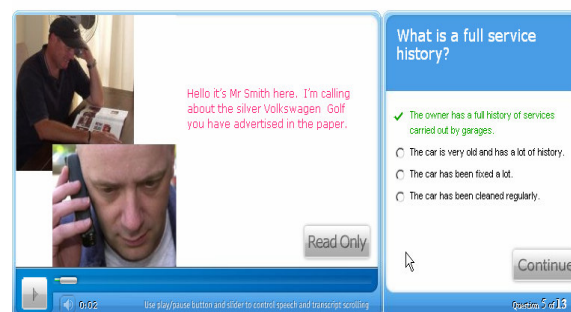 Hello it's Mr Smith here. I'm calling
about the silver Volkswagen Golf
you have advertised in the paper.
Read Only
0:02
Use play/pause button and slider to control speech and transcript scrolling
What is a full service
history?
The owner has a full history of services
carried out by garages.
The car is very old and has a lot of history.
The car has been fixed a lot.
The car has been cleaned regularly.
Continue
Question 5 of 13